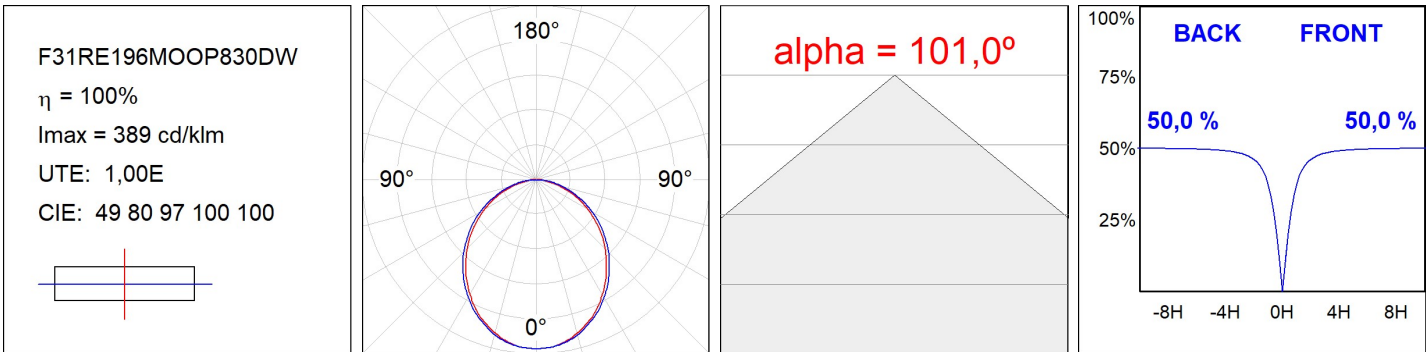 F31RE196MOOP830DW
η = 100%
Imax = 389 cd/klm
UTE: 1,00E
CIE: 49 80 97 100 100
180°
90° 90°
0°
alpha = 101,0º
100%
BACK FRONT
75%
50,0 % 50,0 %
50%
25%
-8H -4H 0H 4H 8H